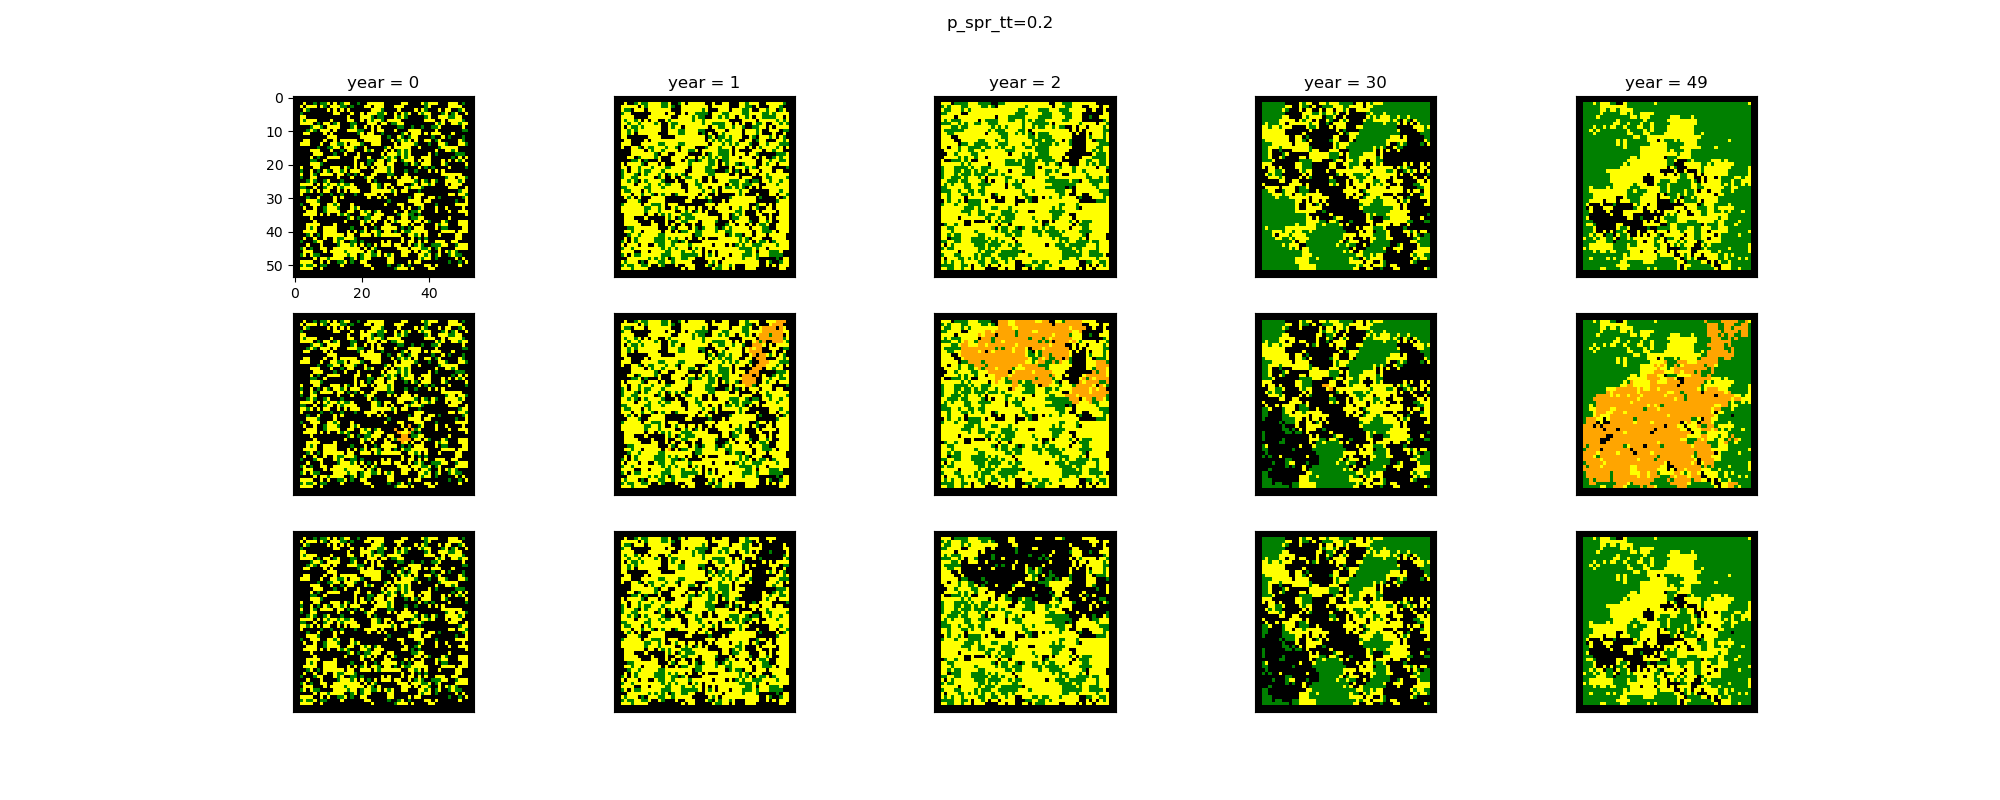 p_spr_tt=0.2
year = 0
year = 1
year = 2
year = 30
year = 49
0
10
20
30
40
50
0 20 40